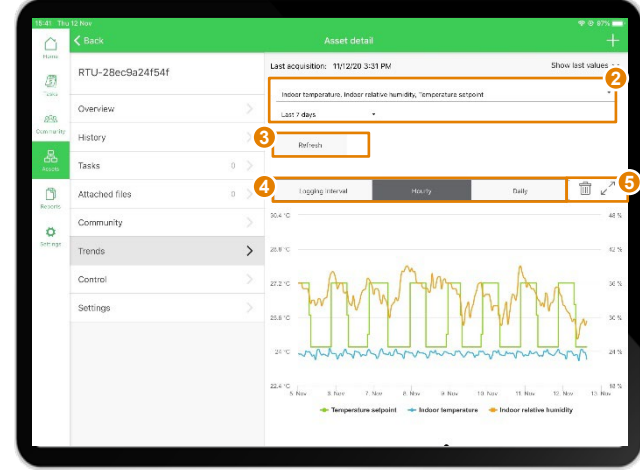 18:41 Thu 12 Nov
97%
Back
Asset detail
Home
Tasks
Community
Assets
Reports
Settings
RTU-28ec9a24f54f
Overview
History
Tasks 0
Attached files 0
Community
Trends
Control
Settings
Last acquisition: 11/12/20 3:31 PM
Show last values
2
Indoor temperature, Indoor relative humidity, Temperature setpoint
Last 7 days
3
Refresh
4
Logging interval
Hourly
Daily
5
30.4 °C 48 %
28.8 °C 42 %
27.2 °C 36 %
25.6 °C 30 %
24 °C 24 %
22.4 °C 18 %
5. Nov 6. Nov 7. Nov 8. Nov 9. Nov 10. Nov 11. Nov 12. Nov 13. Nov
Temperature setpoint Indoor temperature Indoor relative humidity